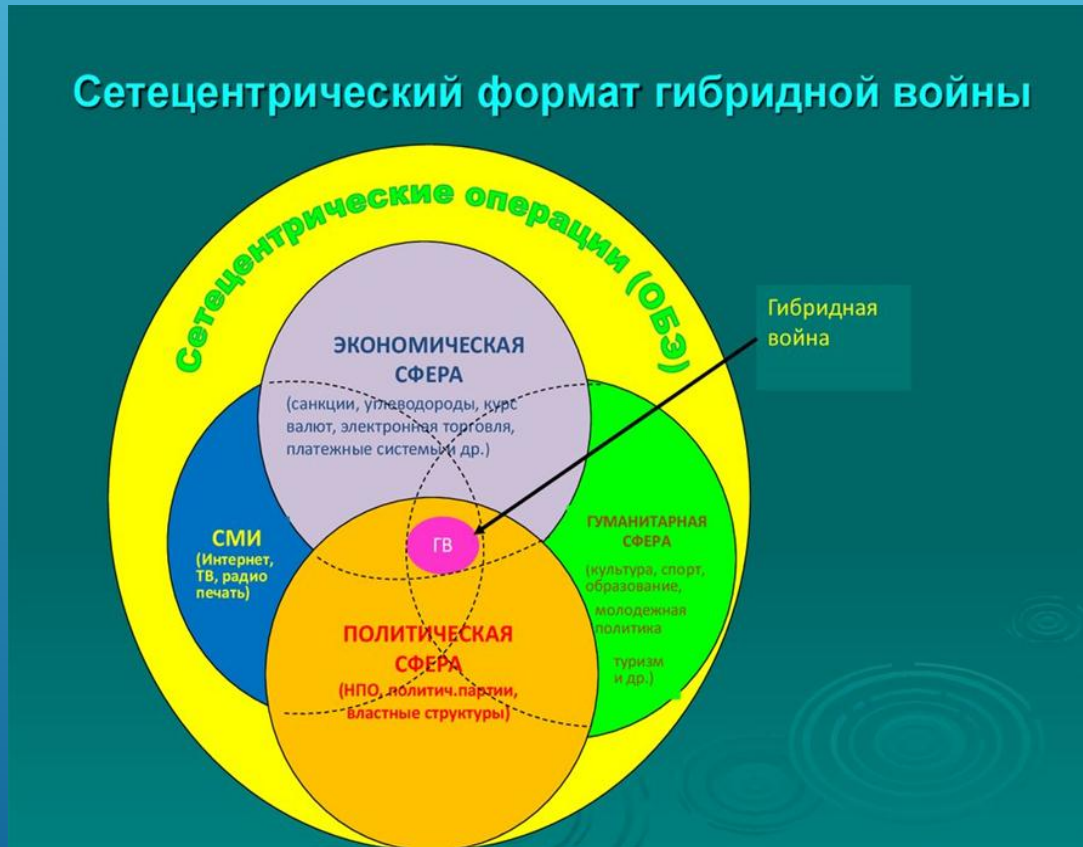 Сетецентрический формат гибридной войны
Сетецентрические операции (ОБЭ)
Гибридная
война
ЭКОНОМИЧЕСКАЯ
СФЕРА
(санкции, углеводороды, курс
валют, электронная торговля,
платежные системы и др.)
СМИ
(Интернет,
ТВ, радио
печать)
ГВ
ГУМАНИТАРНАЯ
СФЕРА
(культура, спорт,
образование,
молодежная
политика
туризм
и др.)
ПОЛИТИЧЕСКАЯ
СФЕРА
(НПО, политич.партии,
властные структуры)